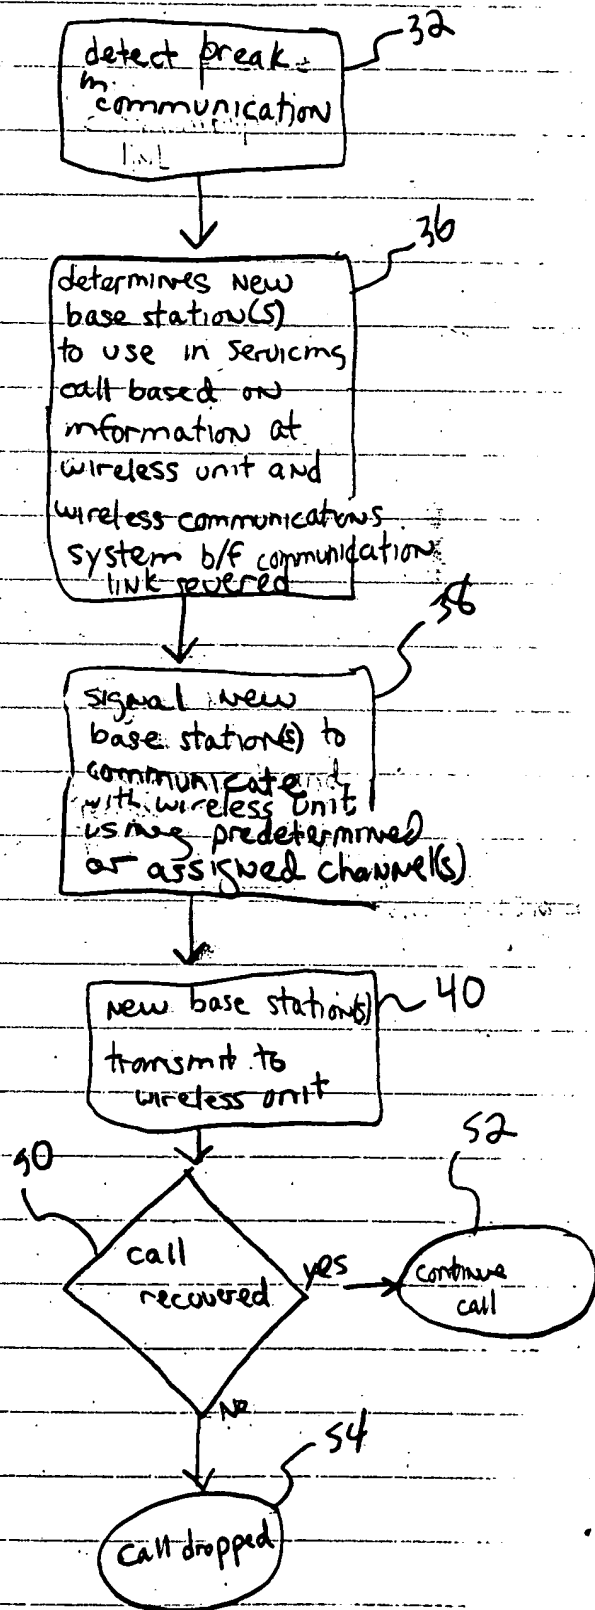 32
detect break
in
communication
link
36
determines new
base station(s)
to use in servicing
call based on
information at
wireless unit and
wireless communications
system b/f communication
link severed
38
signal new
base station(s) to
communicate
with wireless unit
using predetermined
or assigned channel(s)
40
new base station(s)
transmit to
wireless unit
50
52
call
recovered
yes
continue
call
No
54
call dropped